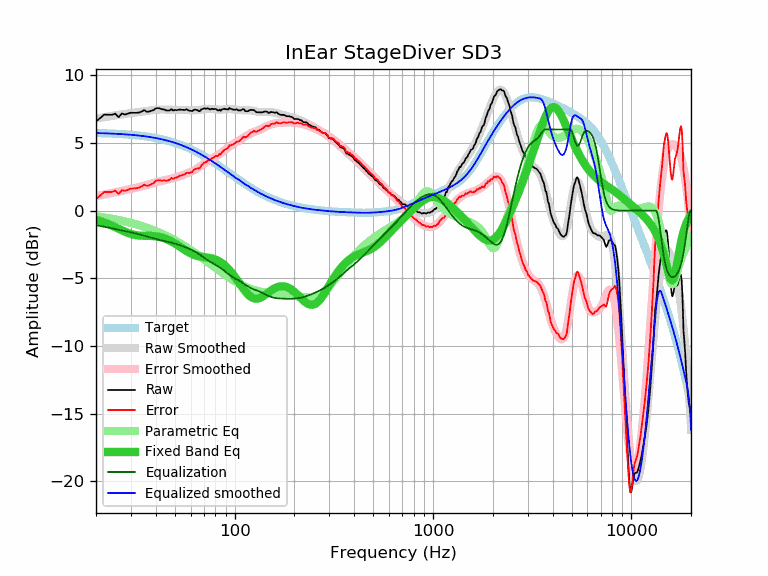 InEar StageDiver SD3
10
5
0
−5
−10
−15
−20
Amplitude (dBr)
Target
Raw Smoothed
Error Smoothed
Raw
Error
Parametric Eq
Fixed Band Eq
Equalization
Equalized smoothed
100 1000 10000
Frequency (Hz)